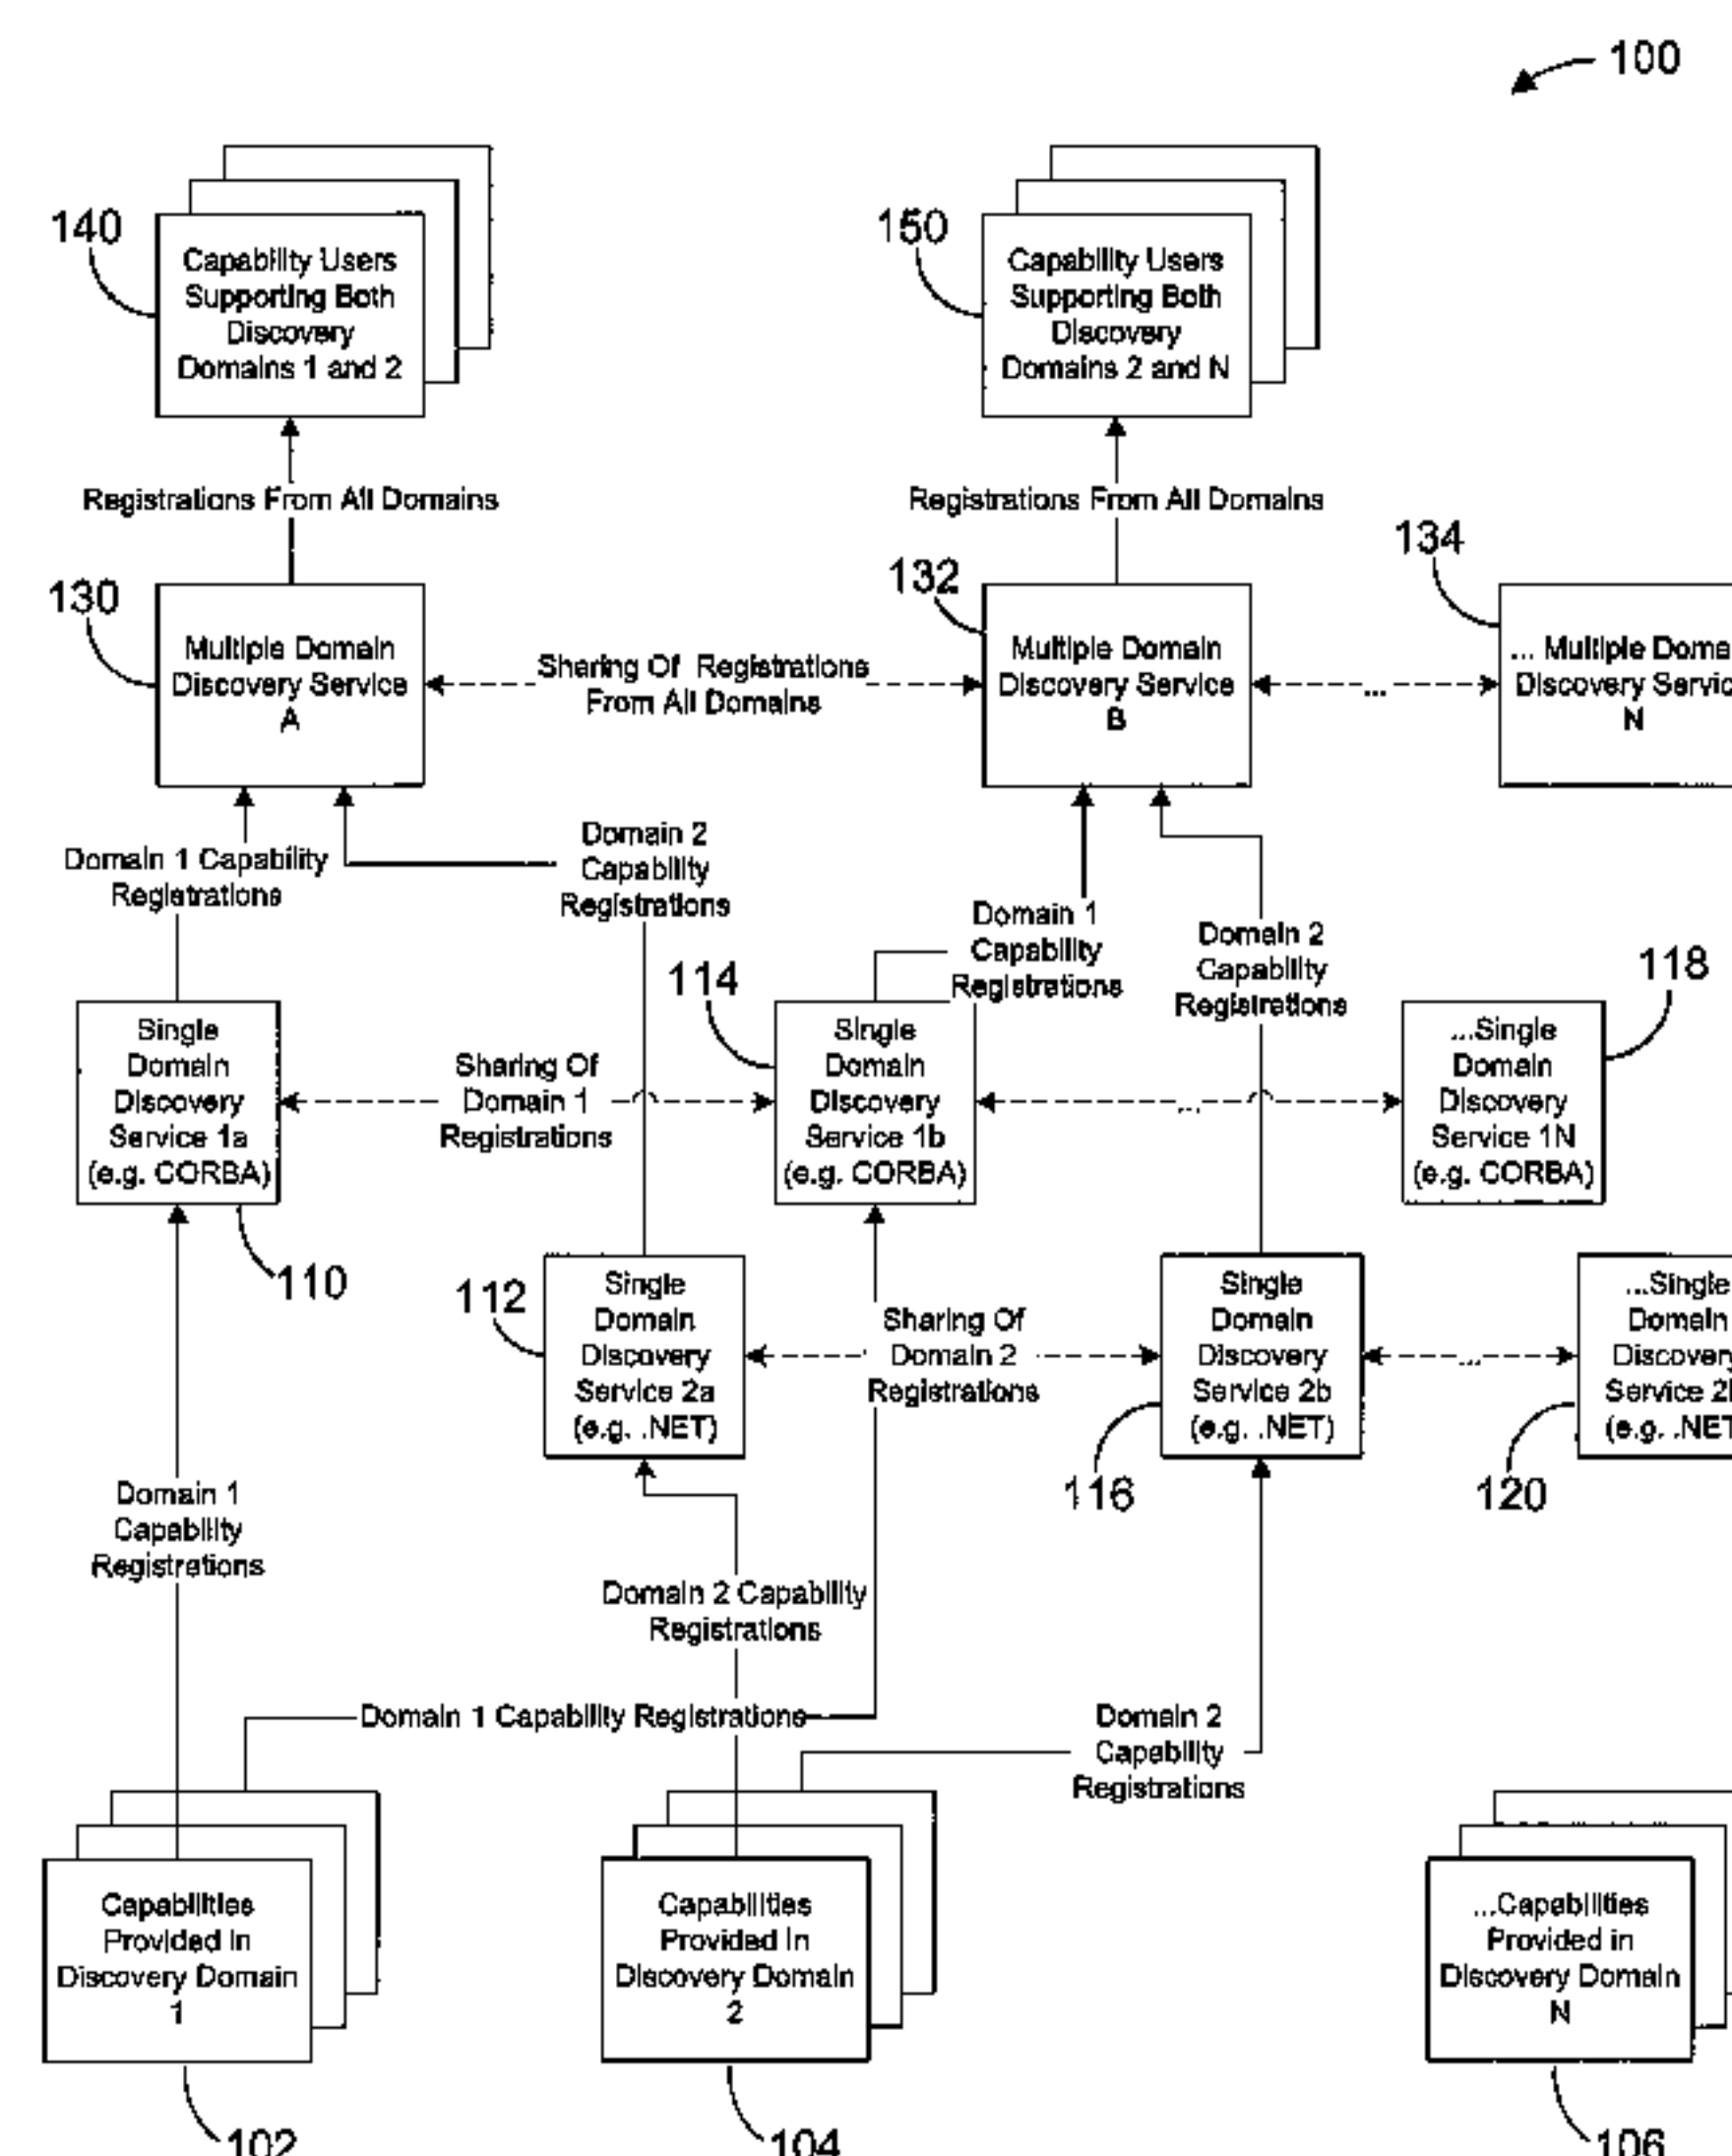 100
140
Capability Users
Supporting Both
Discovery
Domains 1 and 2
150
Capability Users
Supporting Both
Discovery
Domains 2 and N
Registrations From All Domains
Registrations From All Domains
130
Multiple Domain
Discovery Service
A
Sharing Of Registrations
From All Domains
132
Multiple Domain
Discovery Service
B
...
134
... Multiple
Discovery
N
Domain 1 Capability
Registrations
Domain 2
Capability
Registrations
Domain 1
Capability
Registrations
Domain 2
Capability
Registrations
Single
Domain
Discovery
Service 1a
(e.g. CORBA)
110
Sharing Of
Domain 1
Registrations
114
Single
Domain
Discovery
Service 1b
(e.g. CORBA)
...
118
...Single
Domain
Discovery
Service 1N
(e.g. CORBA)
112
Single
Domain
Discovery
Service 2a
(e.g. .NET)
Sharing Of
Domain 2
Registrations
116
Single
Domain
Discovery
Service 2b
(e.g. .NET)
...
120
...Single
Domain
Service
(e.g.
Domain 1
Capability
Registrations
Domain 2 Capability
Registrations
Domain 1 Capability Registrations
Domain 2
Capability
Registrations
Capabilities
Provided In
Discovery Domain
1
102
Capabilities
Provided In
Discovery Domain
2
104
...Capabilities
Provided in
Discovery Domain
N
106